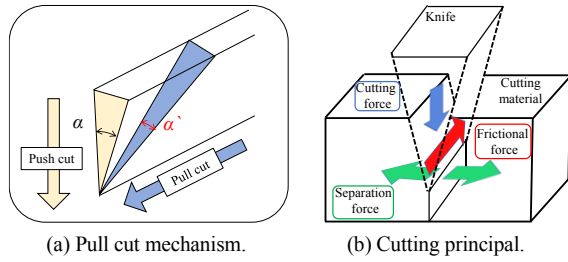 α
α`
Push cut
Pull cut
(a) Pull cut mechanism.
Knife
Cutting
force
Cutting
material
Frictional
force
Separation
force
(b) Cutting principal.